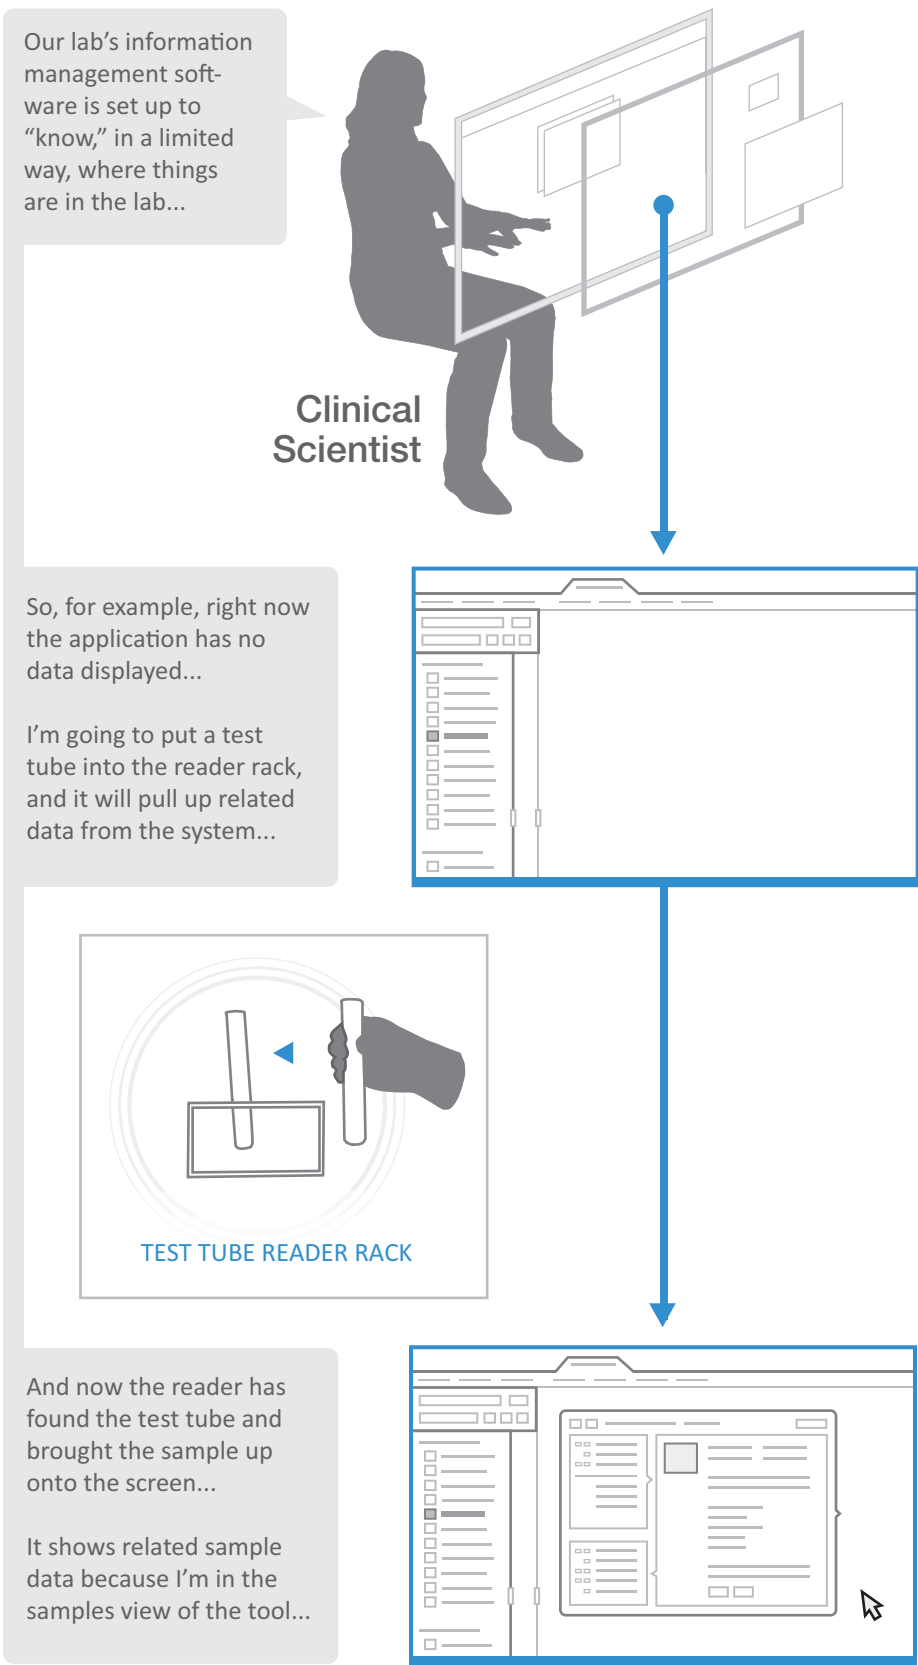 Our lab's information
management soft-
ware is set up to
“know,” in a limited
way, where things
are in the lab...
Clinical
Scientist
So, for example, right now
the application has no
data displayed...
I'm going to put a test
tube into the reader rack,
and it will pull up related
data from the system...
TEST TUBE READER RACK
And now the reader has
found the test tube and
brought the sample up
onto the screen...
It shows related sample
data because I'm in the
samples view of the tool...